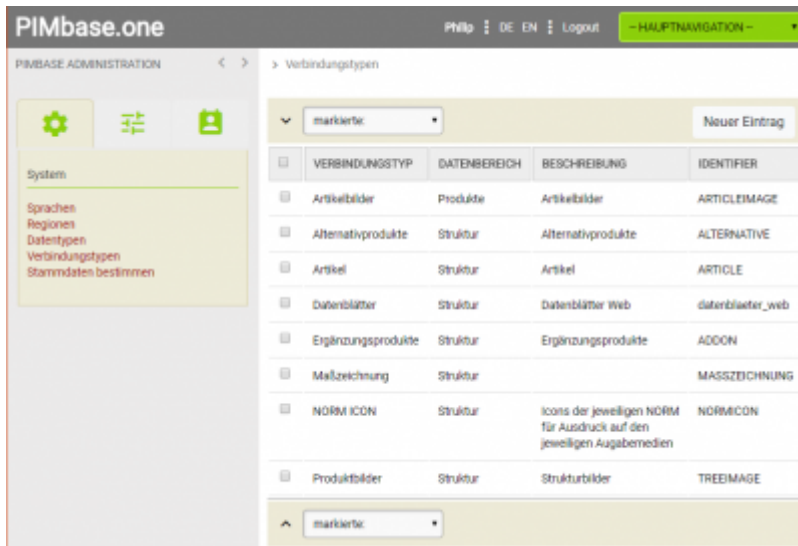 PIMbase.one
Philip DE EN Logout – HAUPTNAVIGATION –
PIMBASE ADMINISTRATION < > > Verbindungstypen
markierte: Neuer Eintrag
System
Sprachen
Regionen
Datentypen
Verbindungstypen
Stammdaten bestimmen
VERBINDUNGSTYP DATENBEREICH BESCHREIBUNG IDENTIFIER
Artikelbilder Produkte Artikelbilder ARTICLEIMAGE
Alternativprodukte Struktur Alternativprodukte ALTERNATIVE
Artikel Struktur Artikel ARTICLE
Datenblätter Struktur Datenblätter Web datenblaeter_web
Ergänzungsprodukte Struktur Ergänzungsprodukte ADDON
Maßzeichnung Struktur MASSZEICHNUNG
NORM ICON Struktur Icons der jeweiligen NORM NORMICON
für Ausdruck auf den
jeweiligen Augabemedien
Produktbilder Struktur Strukturbilder TREEIMAGE
markierte: